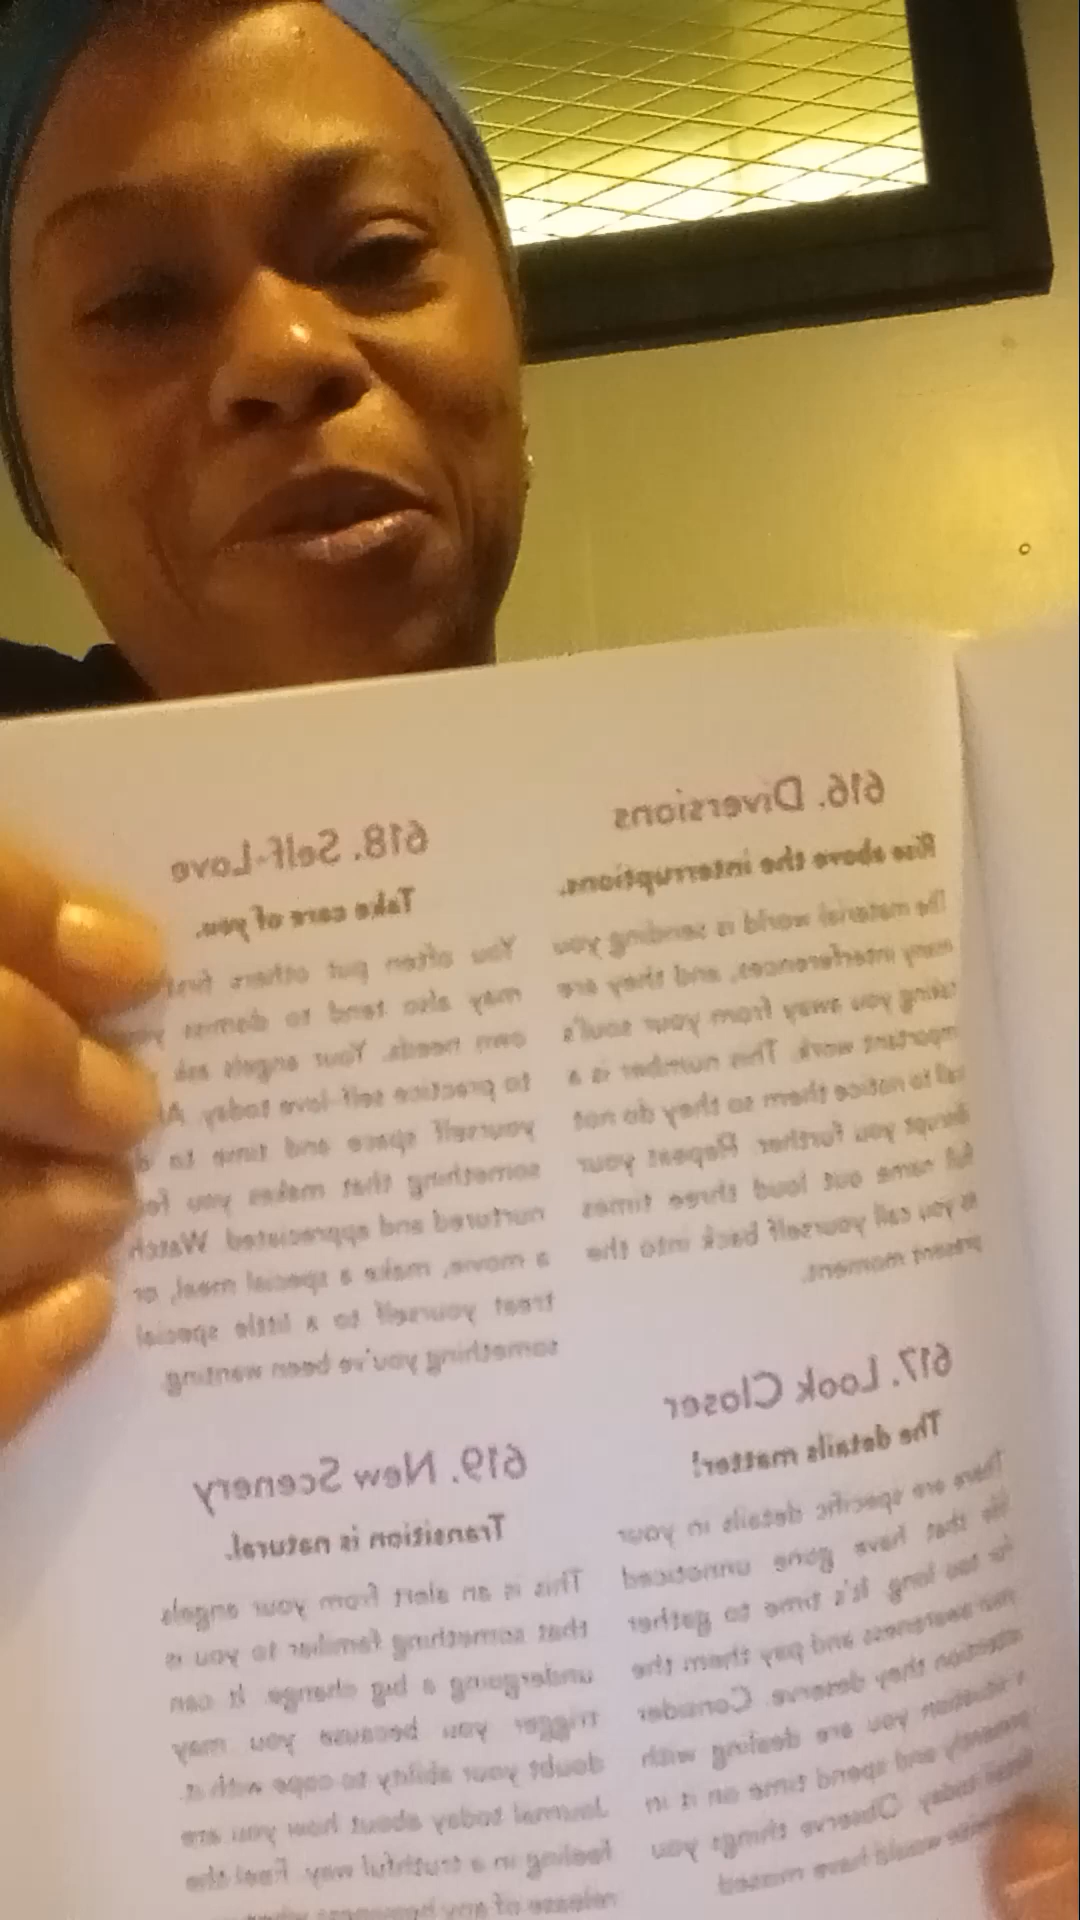 616. Diversions
Rise above the interruptions.
The material world is sending you
many interferences, and they are
taking you away from your soul's
important work. This number is a
call to notice them so they do not
disrupt you further. Repeat your
full name out loud three times
as you call yourself back into the
present moment.
617. Look Closer
The details matter!
There are specific details in your
life that have gone unnoticed
for too long. It's time to gather
your awareness and pay them the
attention they deserve. Consider
a situation you are dealing with
presently and spend time on it in
today. Observe things you
would have missed
618. Self-Love
Take care of you.
You often put others first
may also tend to dismiss
own needs. Your angels ask
to practice self-love today.
yourself space and time to
something that makes you
nurtured and appreciated. Watch
a movie, make a special meal, or
treat yourself to a little special
something you've been wanting.
619. New Scenery
Transition is natural.
This is an alert from your angels
that something familiar to you is
undergoing a big change. It can
trigger you because you may
doubt your ability to cope with it.
Journal today about how you are
feeling in a truthful way. Feel the
release of any heaviness